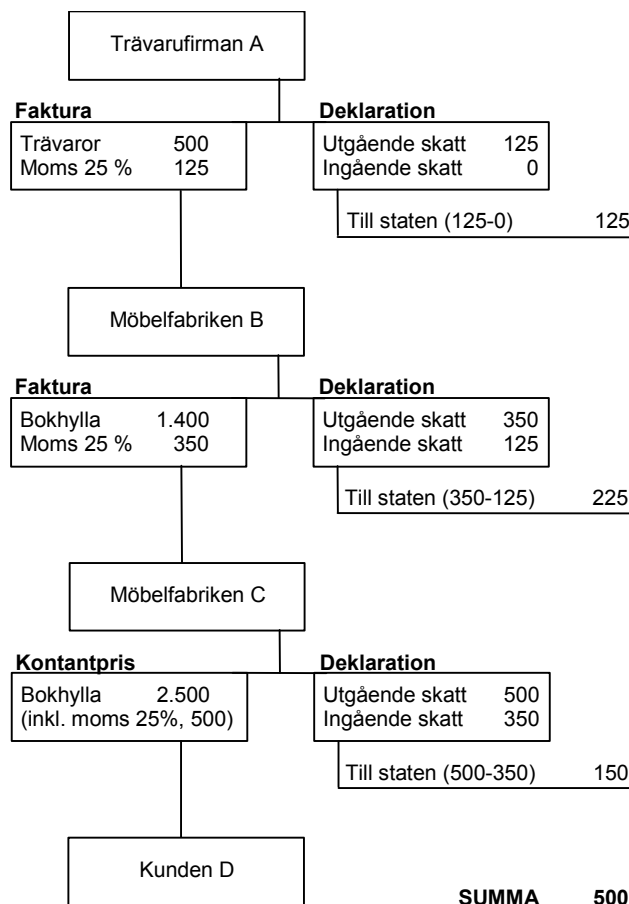 Trävarufirman A
Faktura
Trävaror 500
Moms 25 % 125
Deklaration
Utgående skatt 125
Ingående skatt 0
Till staten (125-0) 125
Möbelfabriken B
Faktura
Bokhylla 1.400
Moms 25 % 350
Deklaration
Utgående skatt 350
Ingående skatt 125
Till staten (350-125) 225
Möbelfabriken C
Kontantpris
Bokhylla 2.500
(inkl. moms 25%, 500)
Deklaration
Utgående skatt 500
Ingående skatt 350
Till staten (500-350) 150
Kunden D
SUMMA 500